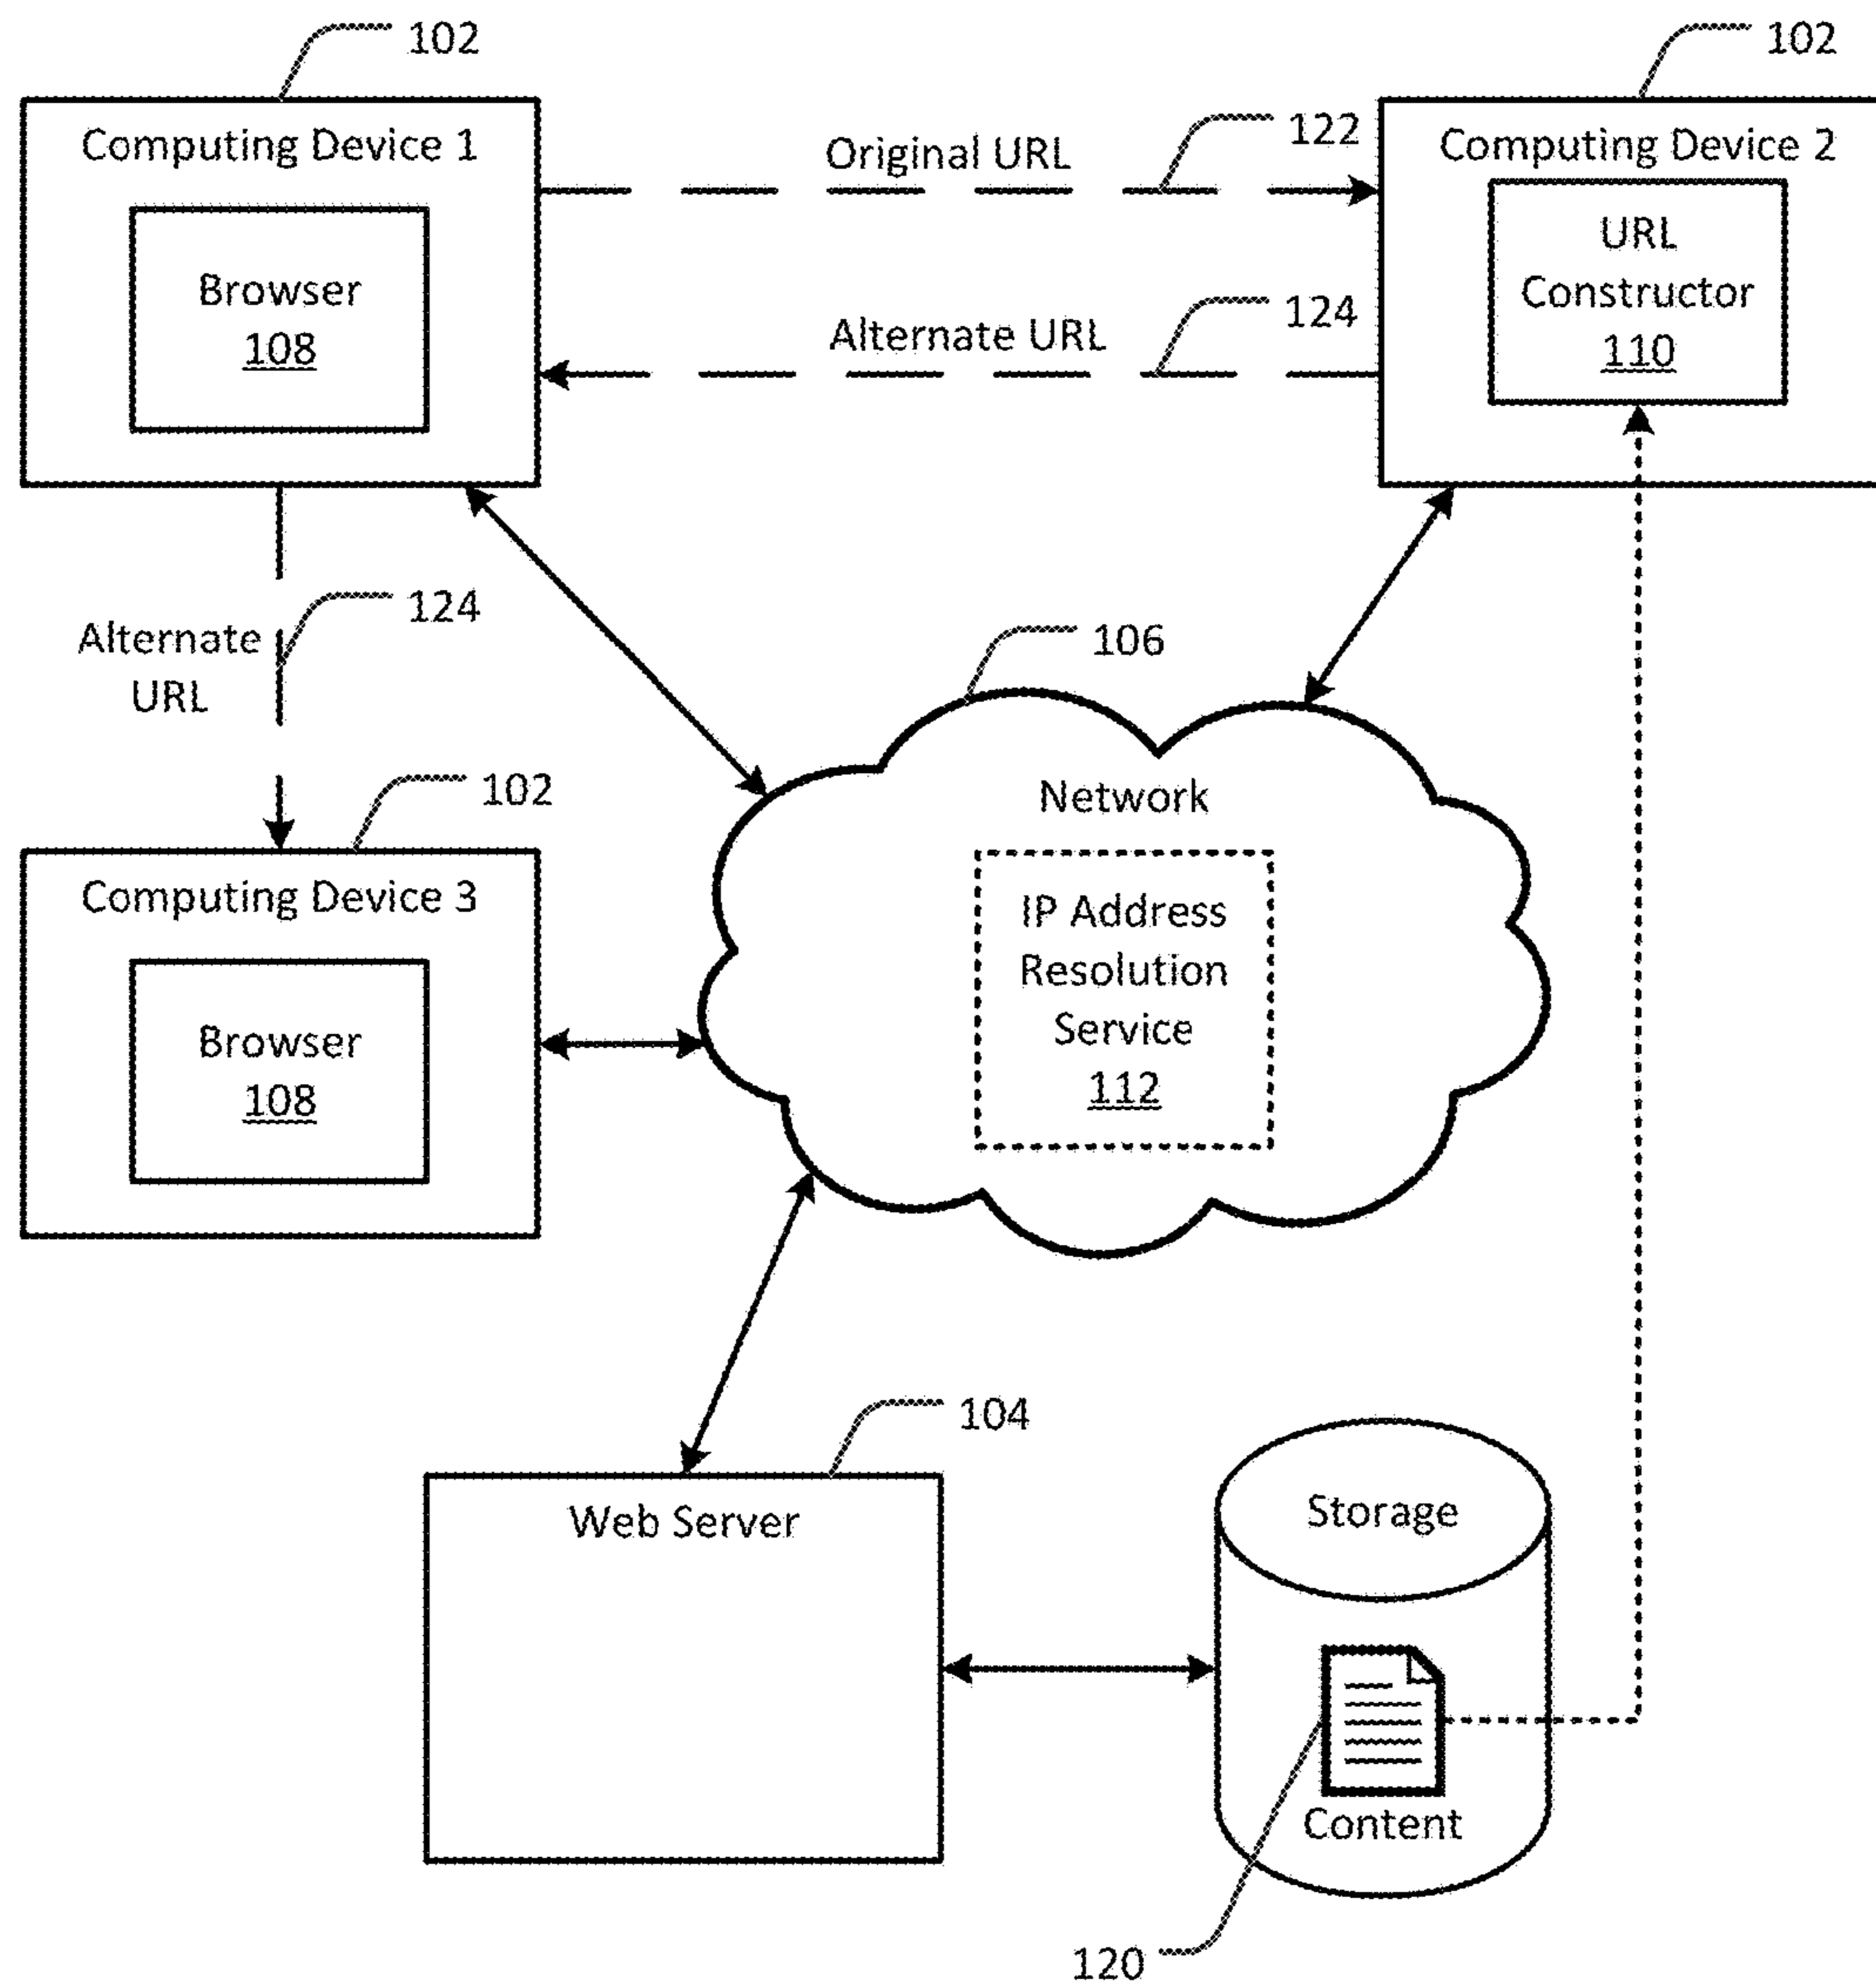 102
102
Computing Device 1
Original URL
122
Computing Device 2
Browser
108
URL
Constructor
110
Alternate URL
124
Alternate
URL
124
106
102
Network
Computing Device 3
IP Address
Resolution
Service
112
Browser
108
104
Web Server
Storage
Content
120